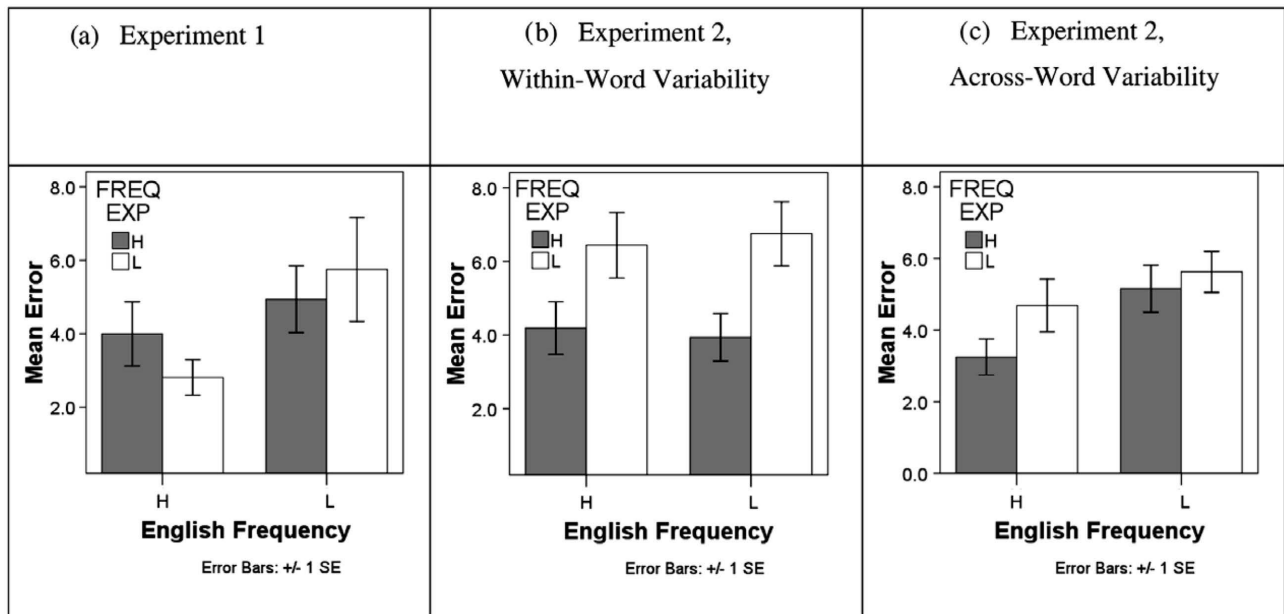 (a) Experiment 1
(b) Experiment 2,
Within-Word Variability
(c) Experiment 2,
Across-Word Variability
8.0
6.0
4.0
2.0
Mean Error
FREQ
EXP
H
L
H
L
English Frequency
Error Bars: +/- 1 SE
8.0
6.0
4.0
2.0
Mean Error
FREQ
EXP
H
L
H
L
English Frequency
Error Bars: +/- 1 SE
8.0
6.0
4.0
2.0
0.0
Mean Error
FREQ
EXP
H
L
H
L
English Frequency
Error Bars: +/- 1 SE